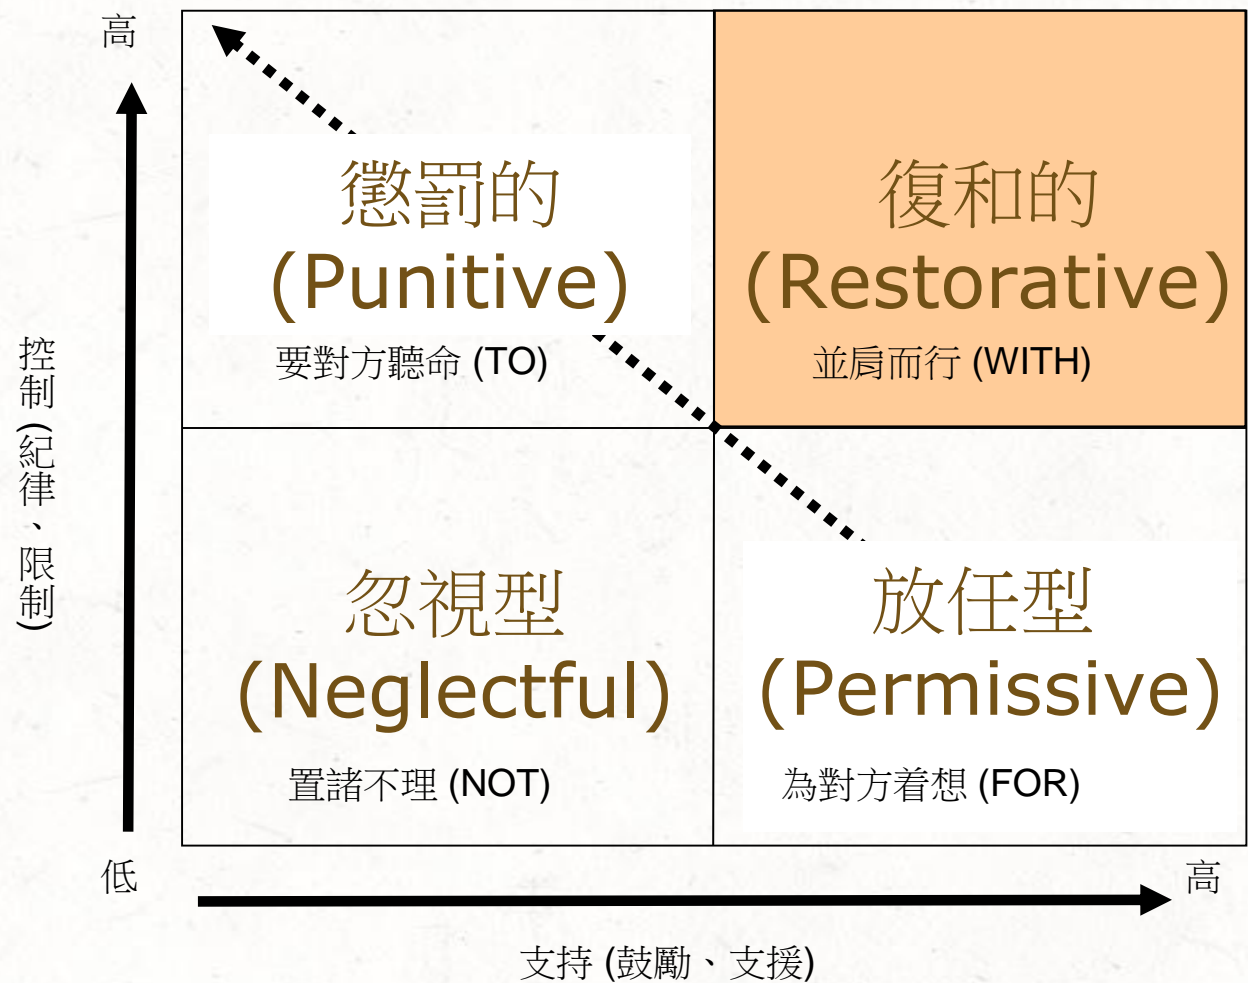 高
懲罰的
(Punitive)
要對方聽命 (TO)
復和的
(Restorative)
並肩而行 (WITH)
控制 (紀律、限制)
忽視型
(Neglectful)
置諸不理 (NOT)
放任型
(Permissive)
為對方着想 (FOR)
低
高
支持 (鼓勵、支援)